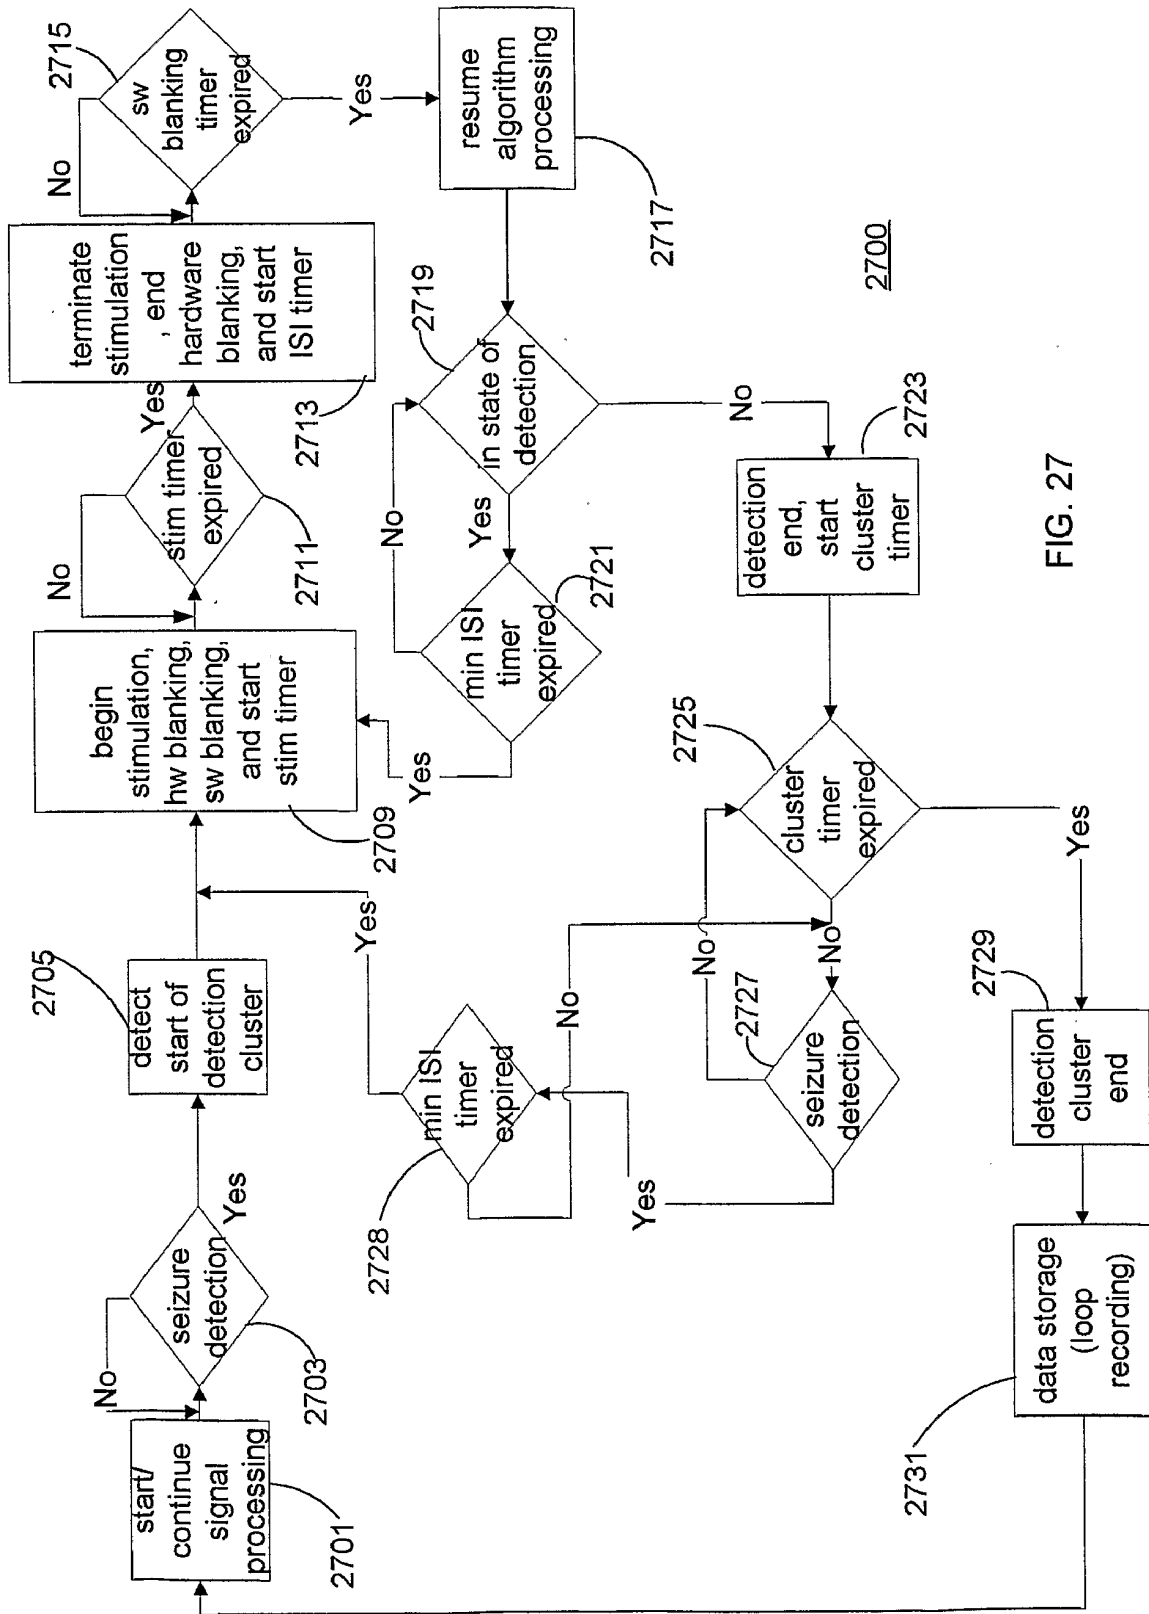 start/
continue
signal
processing
2701
No
seizure
detection
Yes
2703
detect
start of
detection
cluster
2705
begin
stimulation,
hw blanking,
sw blanking,
and start
stim timer
2709
No
stim timer
expired
Yes
2711
terminate
stimulation
, end
hardware
blanking,
and start
ISI timer
2713
No
sw
blanking
timer
expired
2715
Yes
resume
algorithm
processing
2717
in state of
detection
2719
Yes
No
min ISI
timer
expired
2721
No
Yes
detection
end,
start
cluster
timer
2723
cluster
timer
expired
2725
No
Yes
seizure
detection
2727
No
Yes
min ISI
timer
expired
2728
Yes
No
detection
cluster
end
2729
data storage
(loop
recording)
2731
2700
FIG. 27